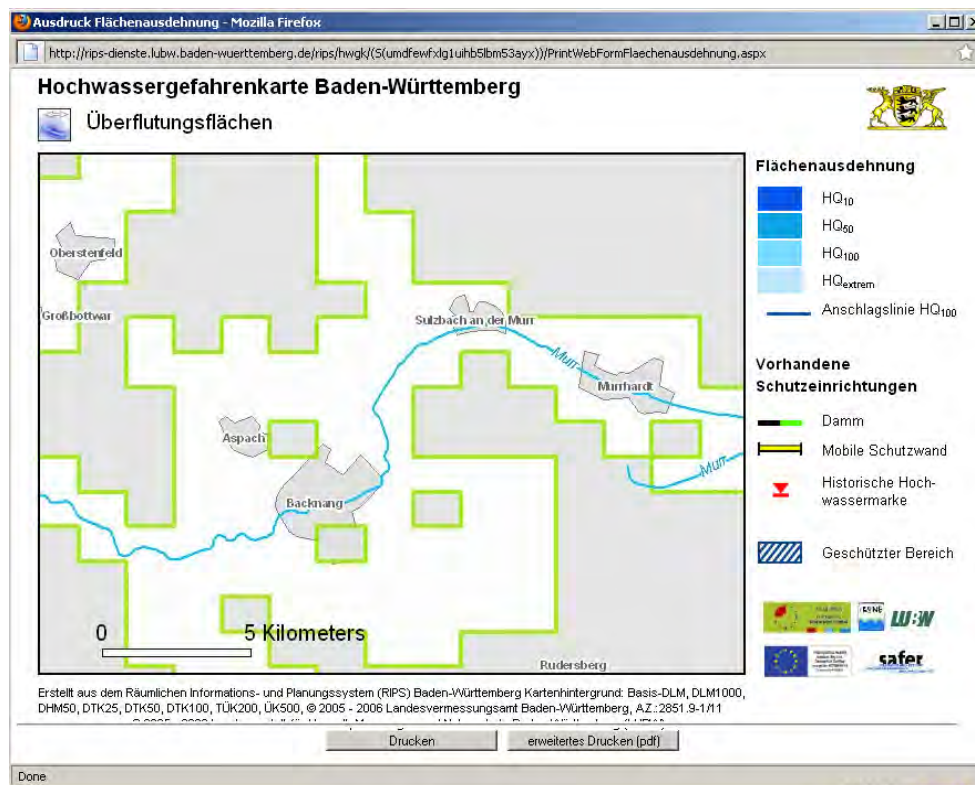 Ausdruck Flächenausdehnung - Mozilla Firefox
http://rips-dienste.lubw.baden-wuerttemberg.de/rips/hwgk/(S(umdfewfxlg1uihb5lbm53ayx))/PrintWebFormFlaechenausdehnung.aspx
Hochwassergefahrenkarte Baden-Württemberg
Überflutungsflächen
Oberstenfeld
Großbottwar
Sulzbach an der Murr
Murr
Murrhardt
Aspach
Murr
Backnang
0 5 Kilometers
Rudersberg
Flächenausdehnung
HQ10
HQ50
HQ100
HQextrem
Anschlagslinie HQ100
Vorhandene
Schutzeinrichtungen
Damm
Mobile Schutzwand
Historische Hoch-
wassermarke
Geschützter Bereich
LUBW
safer
Erstellt aus dem Räumlichen Informations- und Planungssystem (RIPS) Baden-Württemberg Kartenhintergrund: Basis-DLM, DLM1000,
DHM50, DTK25, DTK50, DTK100, TÜK200, ÜK500, © 2005 - 2006 Landesvermessungsamt Baden-Württemberg, AZ.:2851.9-1/11
Drucken
erweitertes Drucken (pdf)
Done